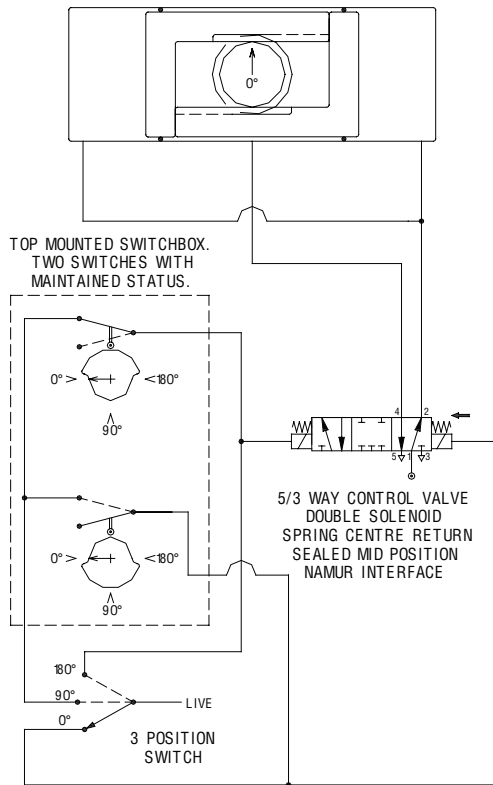 0°
TOP MOUNTED SWITCHBOX.
TWO SWITCHES WITH
MAINTAINED STATUS.
0° > < 180°
^
90°
4 2
5 1 3
5/3 WAY CONTROL VALVE
DOUBLE SOLENOID
SPRING CENTRE RETURN
SEALED MID POSITION
NAMUR INTERFACE
0° > < 180°
^
90°
180°
90°
LIVE
0°
3 POSITION
SWITCH